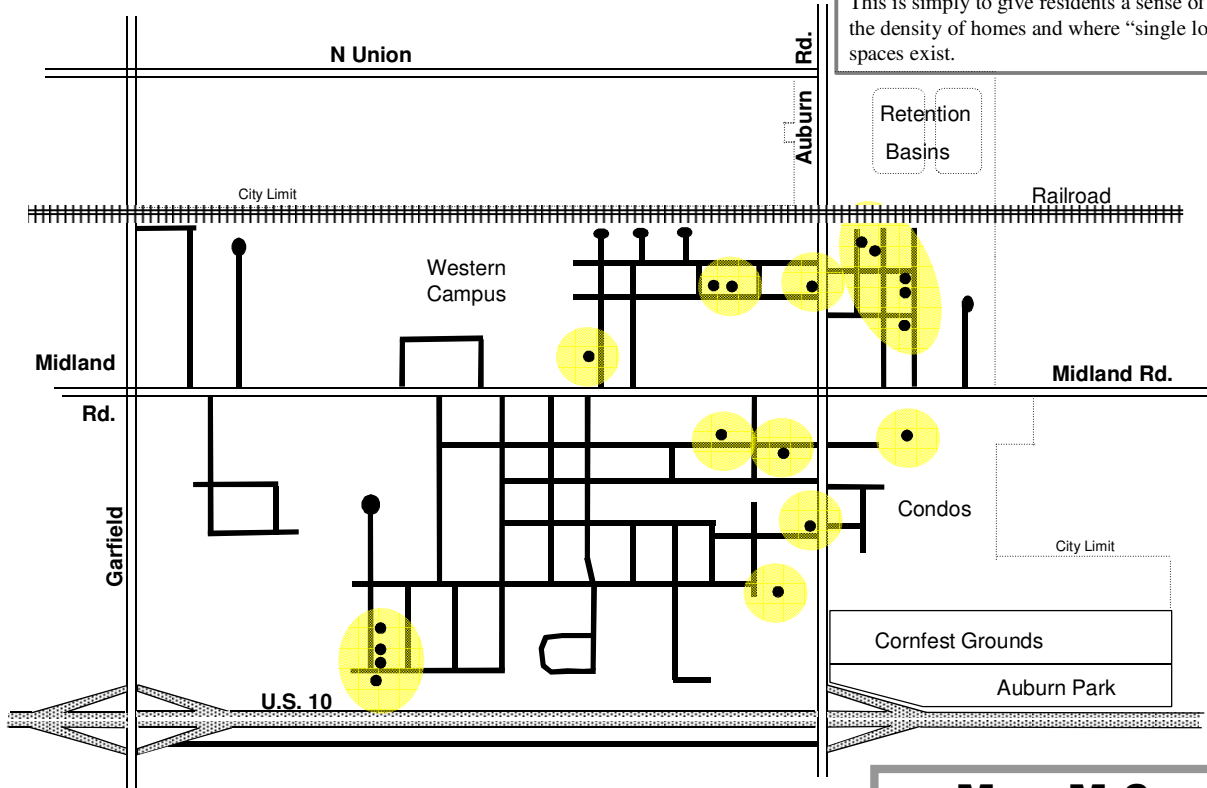 This is simply to give residents a sense of
the density of homes and where “single lo
spaces exist.
N Union
Auburn Rd.
Retention
Basins
City Limit
Railroad
Western
Campus
Midland
Rd.
Midland Rd.
Garfield
Condos
City Limit
Cornfest Grounds
Auburn Park
U.S. 10